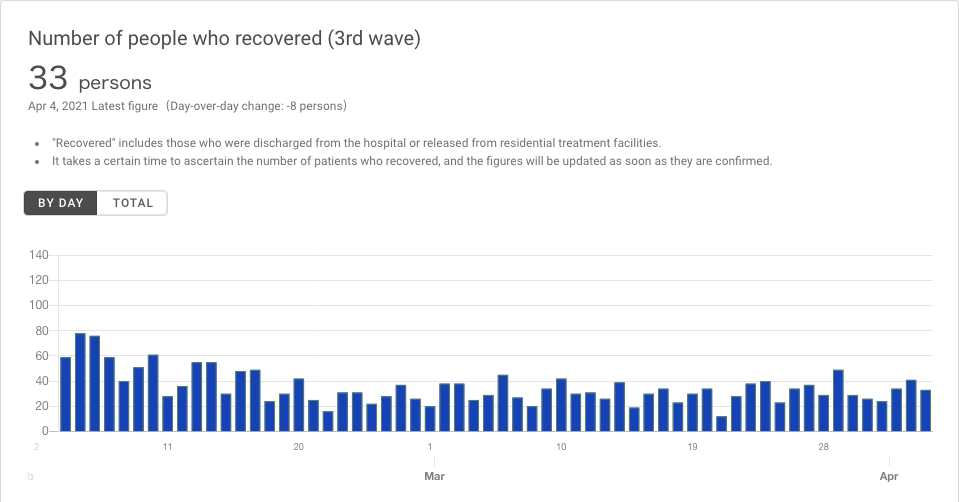 Number of people who recovered (3rd wave)
33 persons
Apr 4, 2021 Latest figure (Day-over-day change: -8 persons)
• "Recovered" includes those who were discharged from the hospital or released from residential treatment facilities.
• It takes a certain time to ascertain the number of patients who recovered, and the figures will be updated as soon as they are confirmed.
BY DAY TOTAL
140
120
100
80
60
40
20
0
2 11 20 1 10 19 28
b Mar Apr